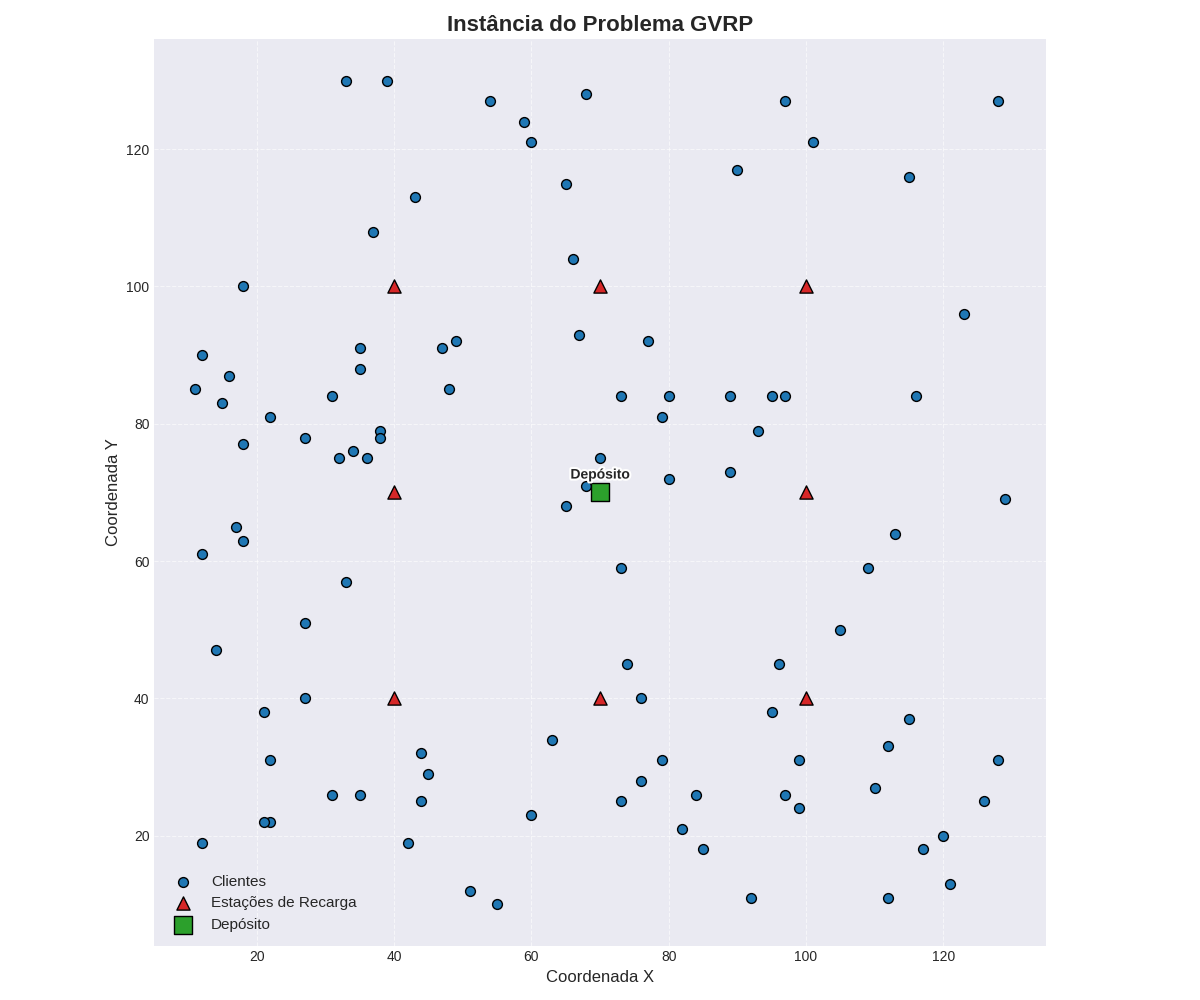 Instância do Problema GVRP
120
100
80
60
40
20
Coordenada Y
Depósito
Clientes
Estações de Recarga
Depósito
20 40 60 80 100 120
Coordenada X